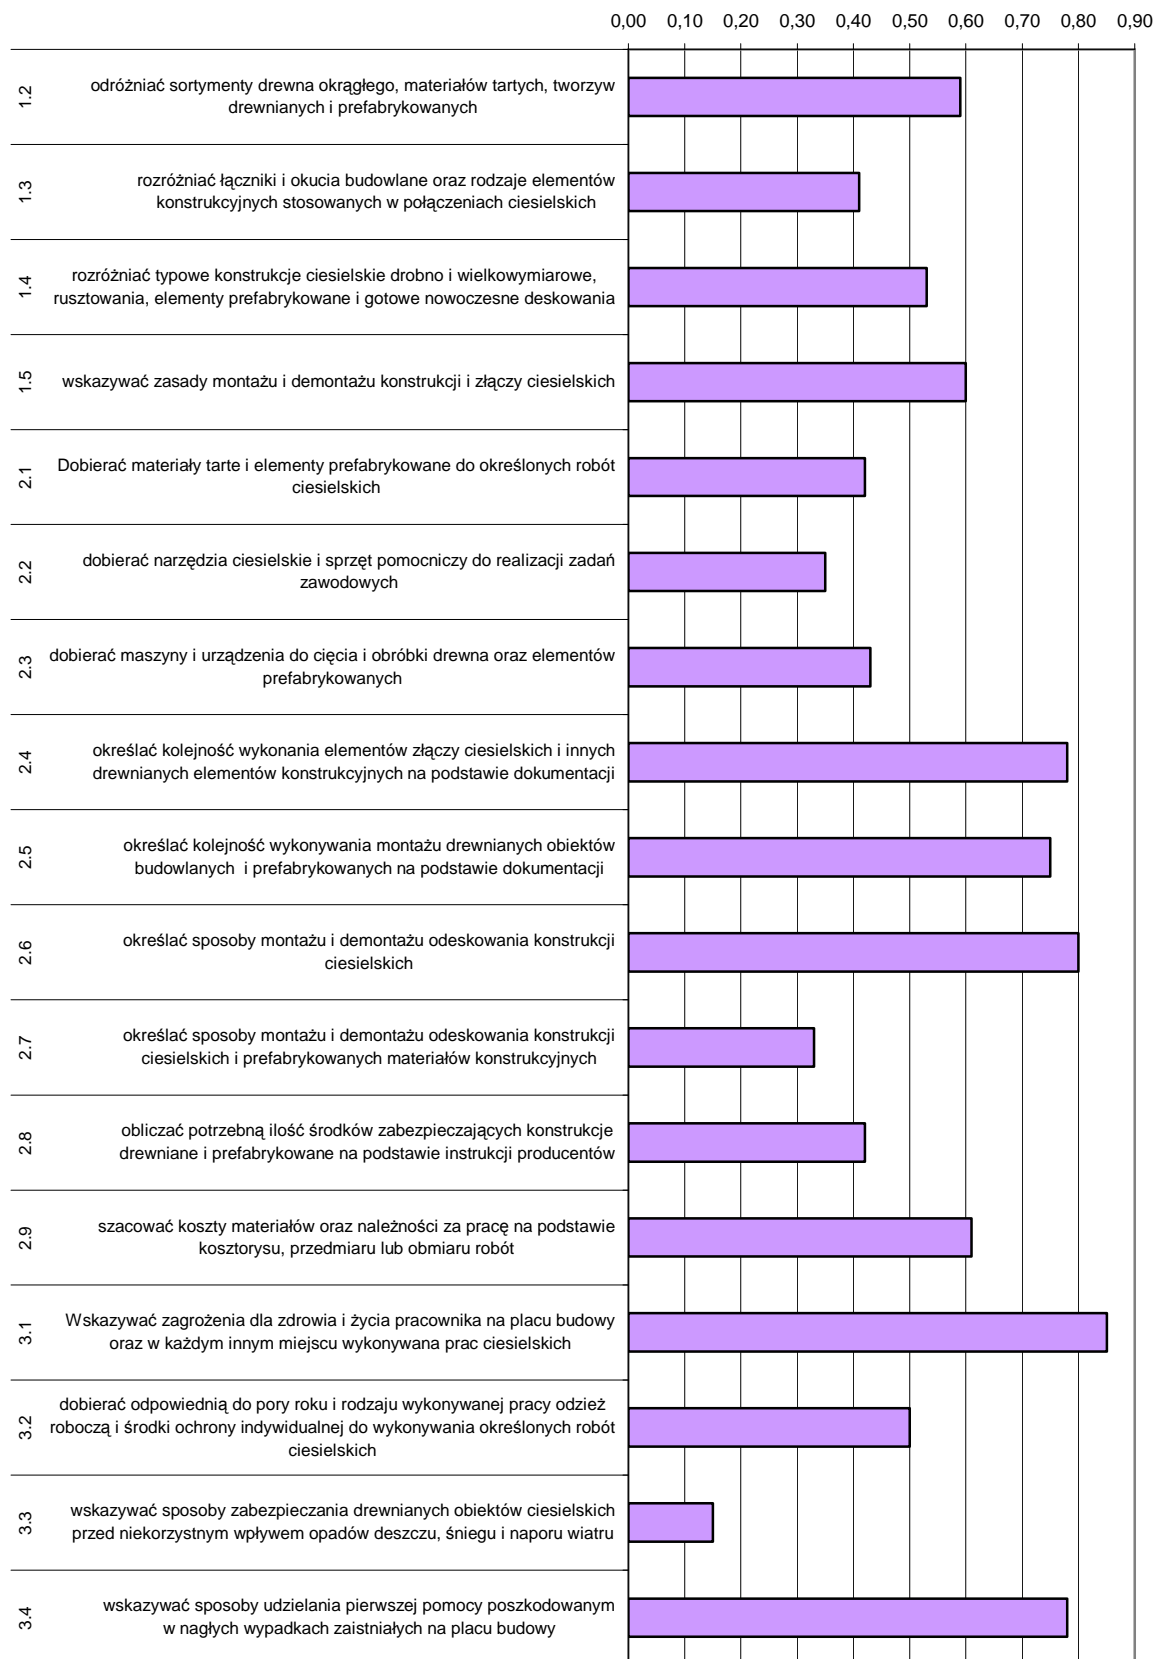 0,00 0,10 0,20 0,30 0,40 0,50 0,60 0,70 0,80 0,90
1.2
odróżniać sortymenty drewna okrągłego, materiałów tartych, tworzyw
drewnianych i prefabrykowanych
1.3
rozróżniać łączniki i okucia budowlane oraz rodzaje elementów
konstrukcyjnych stosowanych w połączeniach ciesielskich
1.4
rozróżniać typowe konstrukcje ciesielskie drobno i wielkowymiarowe,
rusztowania, elementy prefabrykowane i gotowe nowoczesne deskowania
1.5
wskazywać zasady montażu i demontażu konstrukcji i złączy ciesielskich
2.1
Dobierać materiały tarte i elementy prefabrykowane do określonych robót
ciesielskich
2.2
dobierać narzędzia ciesielskie i sprzęt pomocniczy do realizacji zadań
zawodowych
2.3
dobierać maszyny i urządzenia do cięcia i obróbki drewna oraz elementów
prefabrykowanych
2.4
określać kolejność wykonania elementów złączy ciesielskich i innych
drewnianych elementów konstrukcyjnych na podstawie dokumentacji
2.5
określać kolejność wykonywania montażu drewnianych obiektów
budowlanych i prefabrykowanych na podstawie dokumentacji
2.6
określać sposoby montażu i demontażu odeskowania konstrukcji
ciesielskich
2.7
określać sposoby montażu i demontażu odeskowania konstrukcji
ciesielskich i prefabrykowanych materiałów konstrukcyjnych
2.8
obliczać potrzebną ilość środków zabezpieczających konstrukcje
drewniane i prefabrykowane na podstawie instrukcji producentów
2.9
szacować koszty materiałów oraz należności za pracę na podstawie
kosztorysu, przedmiaru lub obmiaru robót
3.1
Wskazywać zagrożenia dla zdrowia i życia pracownika na placu budowy
oraz w każdym innym miejscu wykonywana prac ciesielskich
3.2
dobierać odpowiednią do pory roku i rodzaju wykonywanej pracy odzież
roboczą i środki ochrony indywidualnej do wykonywania określonych robót
ciesielskich
3.3
wskazywać sposoby zabezpieczania drewnianych obiektów ciesielskich
przed niekorzystnym wpływem opadów deszczu, śniegu i naporu wiatru
3.4
wskazywać sposoby udzielania pierwszej pomocy poszkodowanym
w nagłych wypadkach zaistniałych na placu budowy